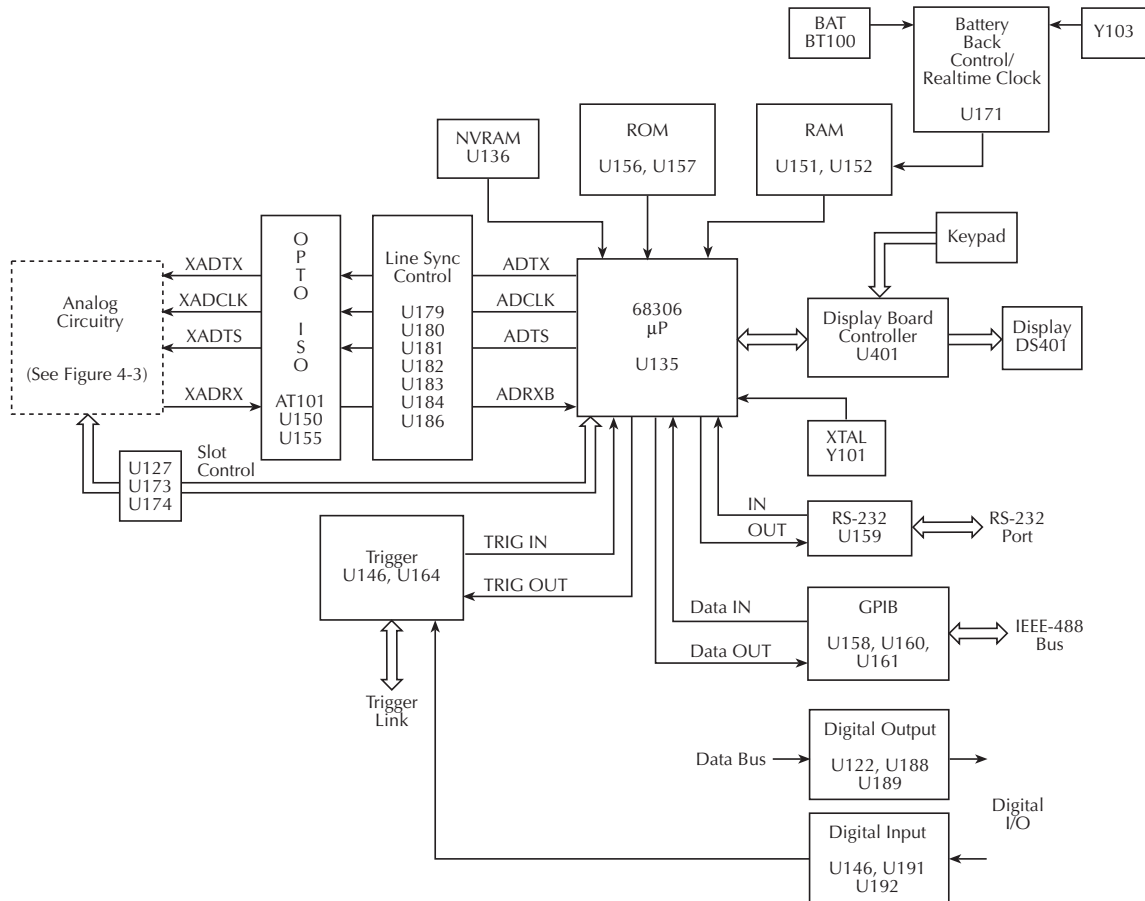 BAT
BT100
Battery
Back
Control/
Realtime Clock
U171
Y103
NVRAM
U136
ROM
U156, U157
RAM
U151, U152
Keypad
Analog
Circuitry
(See Figure 4-3)
XADTX
XADCLK
XADTS
XADRX
O
P
T
O
I
S
O
AT101
U150
U155
Line Sync
Control
U179
U180
U181
U182
U183
U184
U186
ADTX
ADCLK
ADTS
ADRXB
68306
µP
U135
Display Board
Controller
U401
Display
DS401
XTAL
Y101
Slot
Control
U127
U173
U174
IN
OUT
RS-232
U159
RS-232
Port
Trigger
U146, U164
TRIG IN
TRIG OUT
Trigger
Link
Data IN
Data OUT
GPIB
U158, U160,
U161
IEEE-488
Bus
Data Bus
Digital Output
U122, U188
U189
Digital
I/O
Digital Input
U146, U191
U192